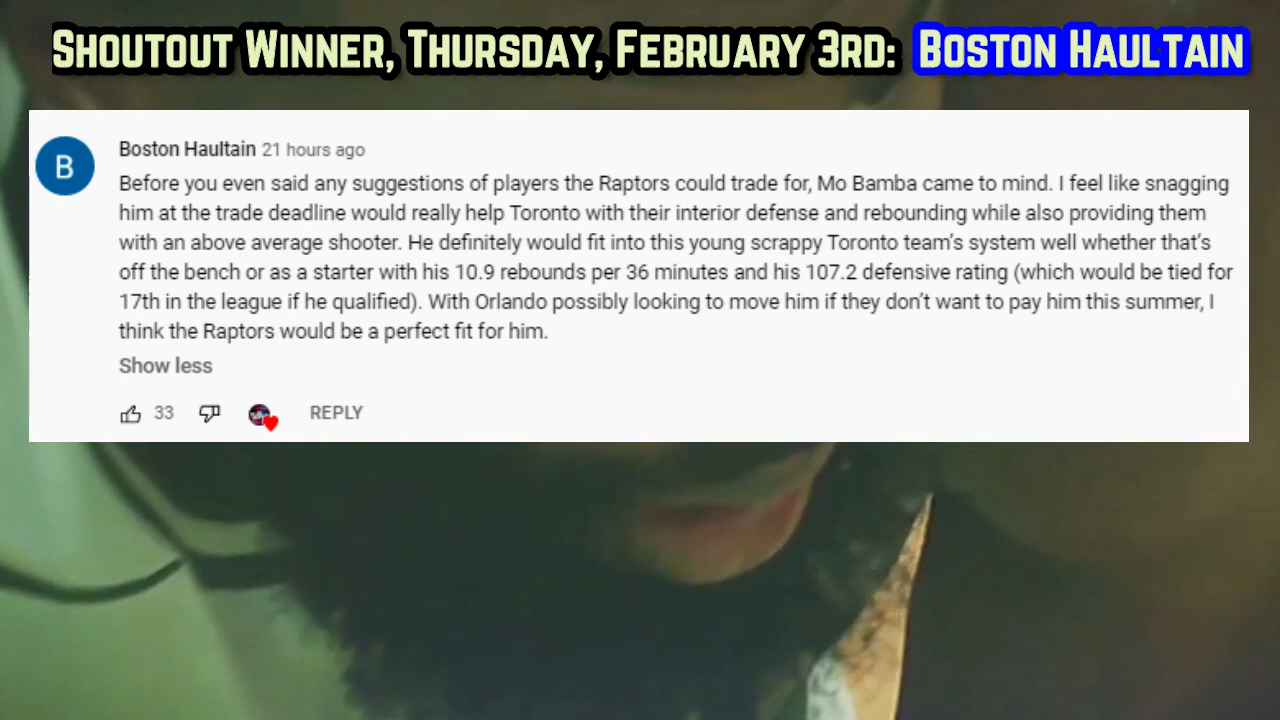 Shoutout Winner, Thursday, February 3rd: Boston Haultain
B
Boston Haultain 21 hours ago
Before you even said any suggestions of players the Raptors could trade for, Mo Bamba came to mind. I feel like snagging
him at the trade deadline would really help Toronto with their interior defense and rebounding while also providing them
with an above average shooter. He definitely would fit into this young scrappy Toronto team's system well whether that's
off the bench or as a starter with his 10.9 rebounds per 36 minutes and his 107.2 defensive rating (which would be tied for
17th in the league if he qualified). With Orlando possibly looking to move him if they don't want to pay him this summer, I
think the Raptors would be a perfect fit for him.
Show less
33 REPLY